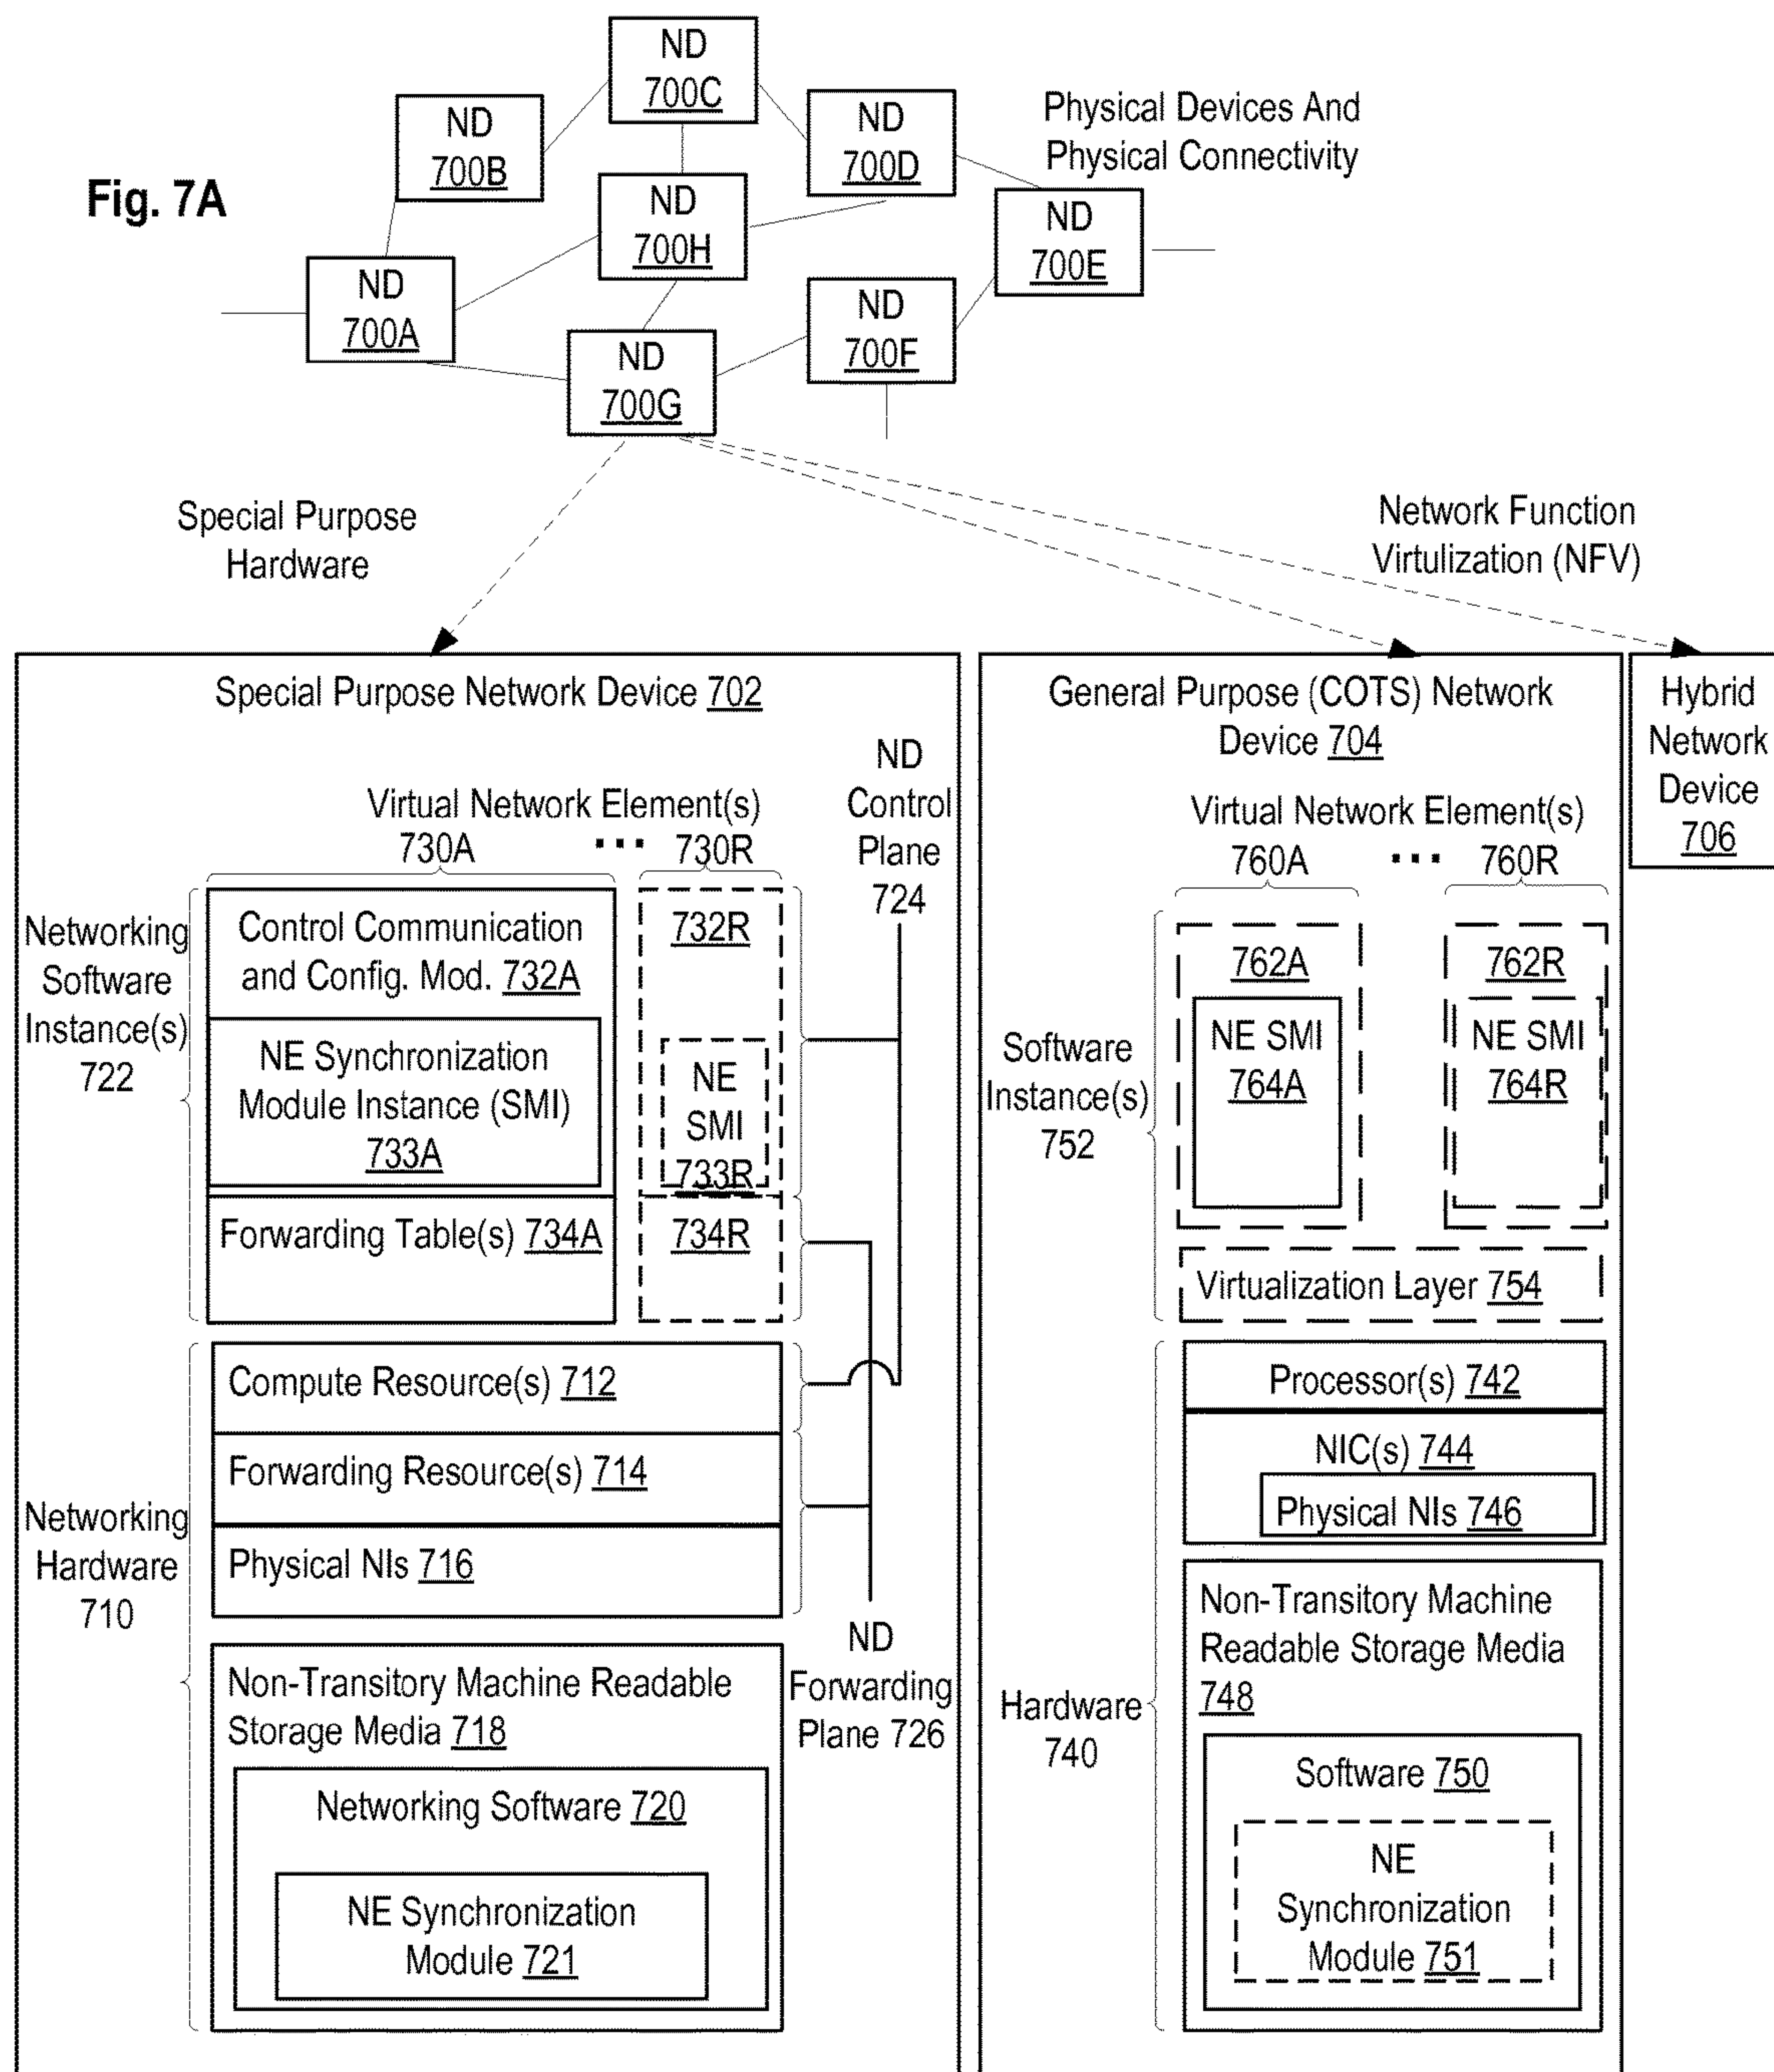 Fig. 7A
ND
700C
ND
700B
ND
700D
Physical Devices And
Physical Connectivity
ND
700H
ND
700E
ND
700A
ND
700F
ND
700G
Special Purpose
Hardware
Network Function
Virtulization (NFV)
Special Purpose Network Device 702
ND
Control
Plane
724
Virtual Network Element(s)
730A ... 730R
Networking
Software
Instance(s)
722
Control Communication
and Config. Mod. 732A
NE Synchronization
Module Instance (SMI)
733A
Forwarding Table(s) 734A
732R
NE
SMI
733R
734R
Networking
Hardware
710
Compute Resource(s) 712
Forwarding Resource(s) 714
Physical NIs 716
ND
Forwarding
Plane 726
Non-Transitory Machine Readable
Storage Media 718
Networking Software 720
NE Synchronization
Module 721
General Purpose (COTS) Network
Device 704
Virtual Network Element(s)
760A ... 760R
Software
Instance(s)
752
762A
NE SMI
764A
762R
NE SMI
764R
Virtualization Layer 754
Hardware
740
Processor(s) 742
NIC(s) 744
Physical NIs 746
Non-Transitory Machine
Readable Storage Media
748
Software 750
NE
Synchronization
Module 751
Hybrid
Network
Device
706